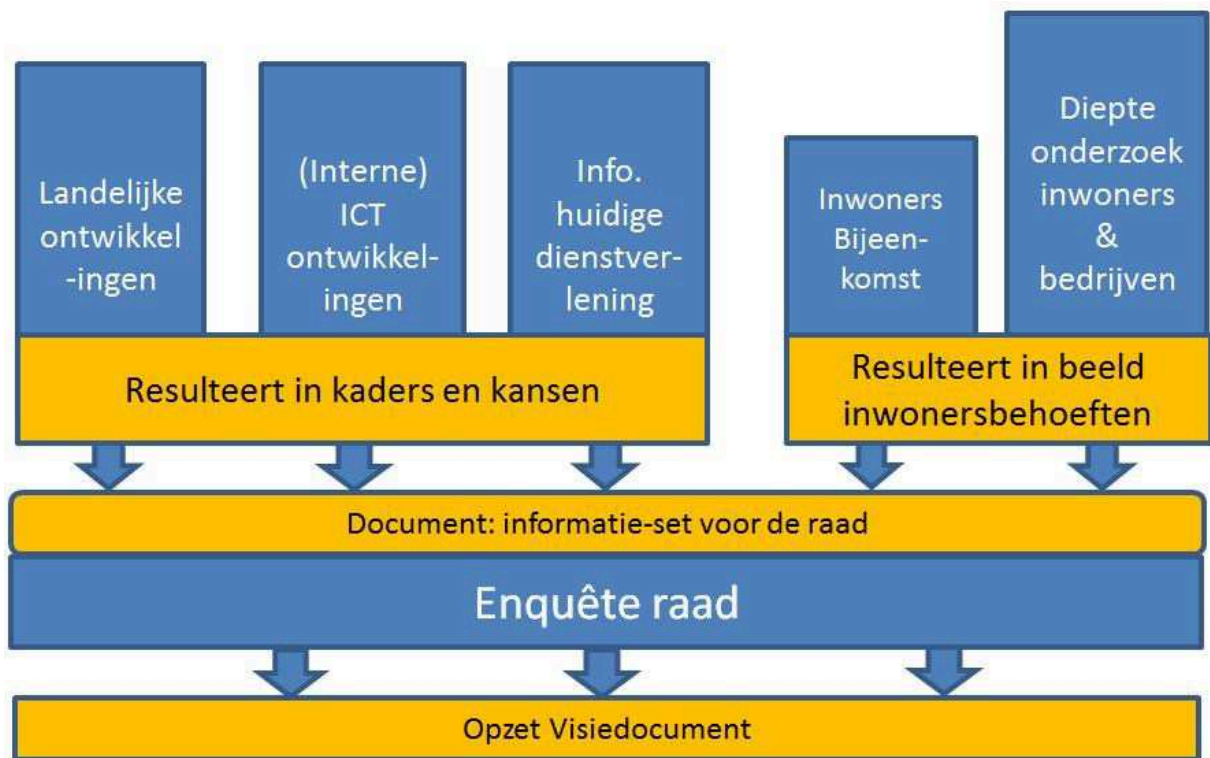 Landelijke
ontwikkel
-ingen
(Interne)
ICT
ontwikkel-
ingen
Info.
huidige
dienstver-
lening
Inwoners
Bijeen-
komst
Diepte
onderzoek
inwoners
&
bedrijven
Resulteert in kaders en kansen
Resulteert in beeld
inwonersbehoeften
Document: informatie-set voor de raad
Enquête raad
Opzet Visiedocument